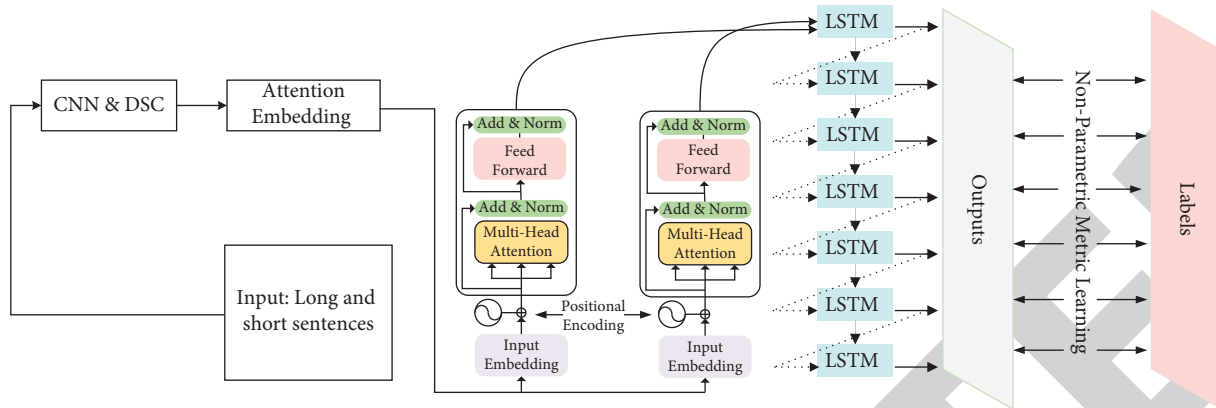 CNN & DSC
Attention
Embedding
Input: Long and
short sentences
Add & Norm
Feed
Forward
Add & Norm
Multi-Head
Attention
Positional
Encoding
Input
Embedding
Add & Norm
Feed
Forward
Add & Norm
Multi-Head
Attention
Input
Embedding
LSTM
LSTM
LSTM
LSTM
LSTM
LSTM
LSTM
Outputs
Non-Parametric Metric Learning
Labels